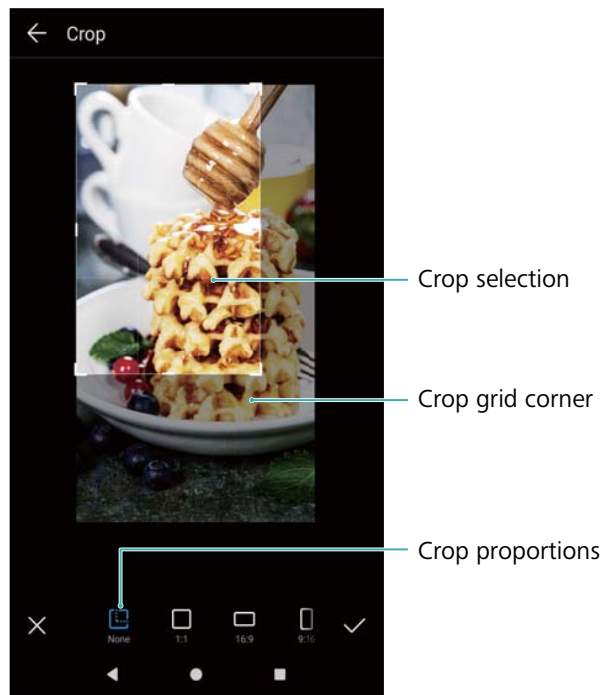 Crop
Crop selection
Crop grid corner
Crop proportions
None
1:1
16:9
9:16